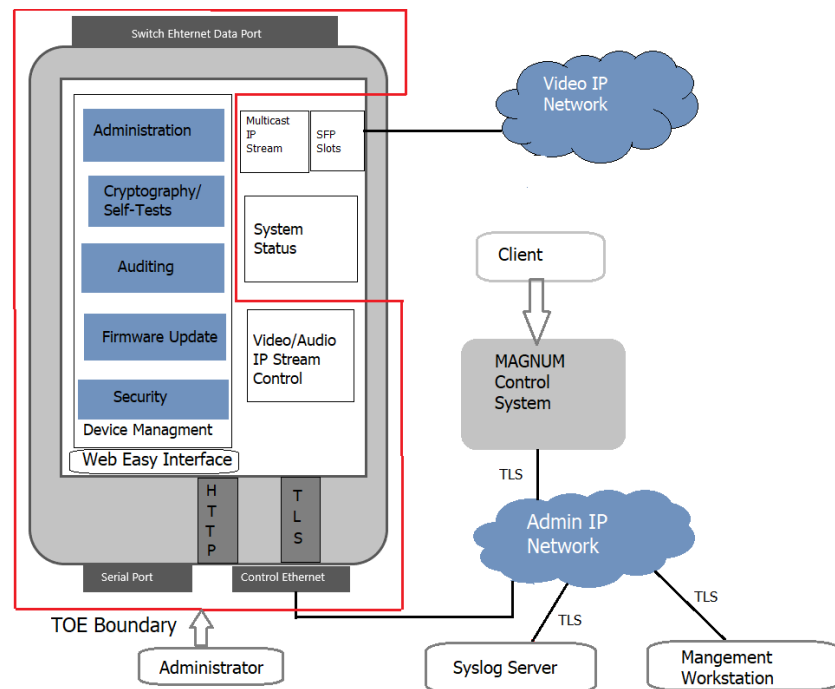 Switch Ehternet Data Port
Administration
Cryptography/
Self-Tests
Auditing
Firmware Update
Security
Device Managment
Web Easy Interface
Multicast
IP
Stream
SFP
Slots
System
Status
Video/Audio
IP Stream
Control
HTTP
TLS
Serial Port
Control Ethernet
TOE Boundary
Administrator
Video IP
Network
Client
MAGNUM
Control
System
TLS
Admin IP
Network
TLS
TLS
Syslog Server
Mangement
Workstation